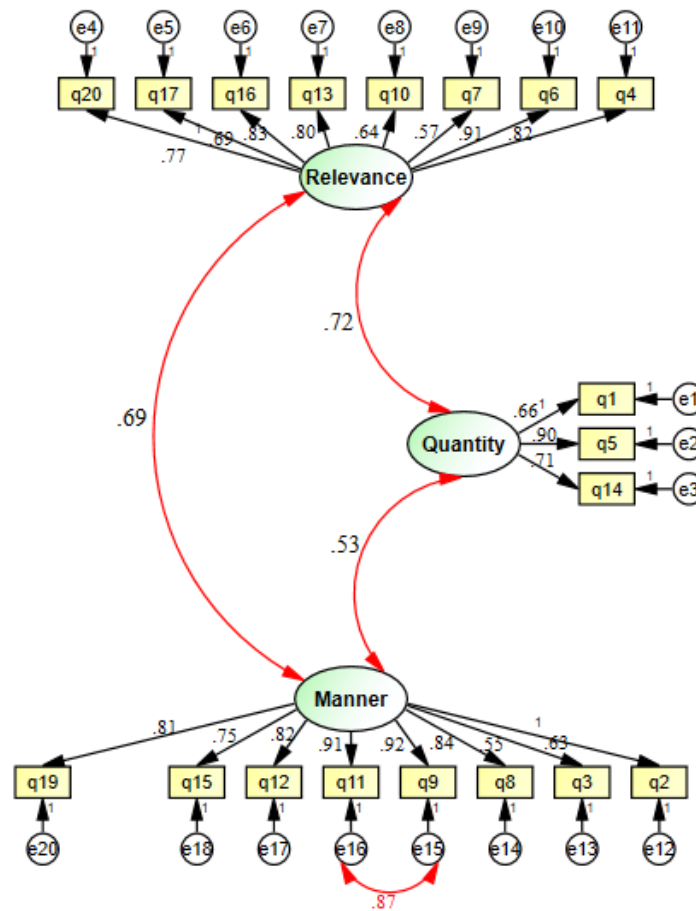 e4 e5 e6 e7 e8 e9 e10 e11
1 1 1 1 1 1 1 1
q20 q17 q16 q13 q10 q7 q6 q4
.77 1 .69 .83 .80 .64 .57 .91 .82
Relevance
.72
.69
.66 1 q1 1 e1
Quantity .90 q5 1 e2
.71 q14 1 e3
.53
Manner
.81 .75 .82 .91 .92 .84 .55 .63 1
q19 q15 q12 q11 q9 q8 q3 q2
1 1 1 1 1 1 1 1
e20 e18 e17 e16 e15 e14 e13 e12
.87